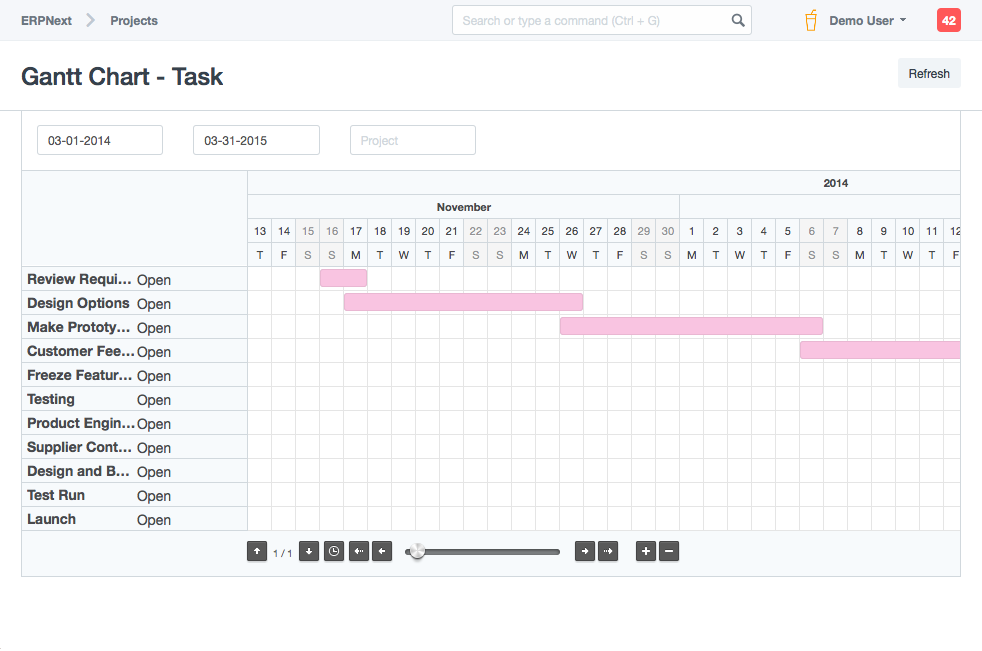 ERPNext Projects Search or type a command (Ctrl + G) Demo User 42
Gantt Chart - Task Refresh
03-01-2014 03-31-2015 Project
2014
November
13 14 15 16 17 18 19 20 21 22 23 24 25 26 27 28 29 30 1 2 3 4 5 6 7 8 9 10 11 12
T F S S M T W T F S S M T W T F S S M T W T F S S M T W T F
Review Requi... Open
Design Options Open
Make Prototy... Open
Customer Fee... Open
Freeze Featur... Open
Testing Open
Product Engin... Open
Supplier Cont... Open
Design and B... Open
Test Run Open
Launch Open
1 / 1